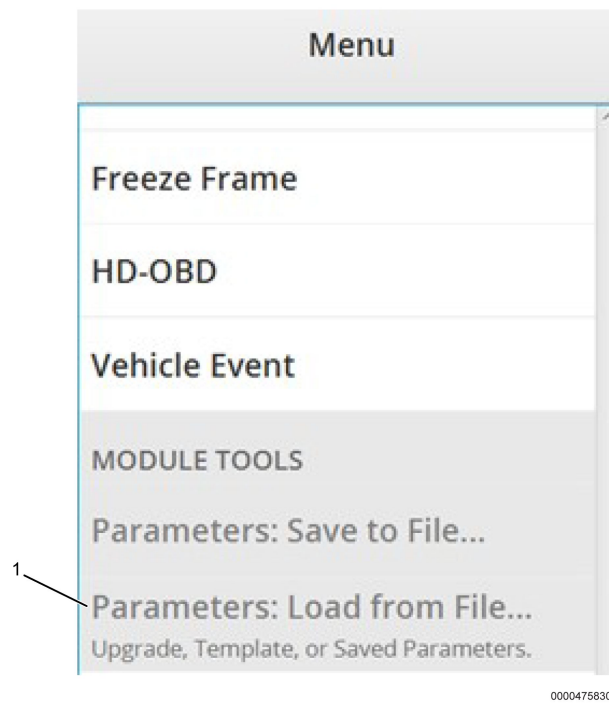 Menu
Freeze Frame
HD-OBD
Vehicle Event
MODULE TOOLS
Parameters: Save to File...
1
Parameters: Load from File...
Upgrade, Template, or Saved Parameters.
0000475830